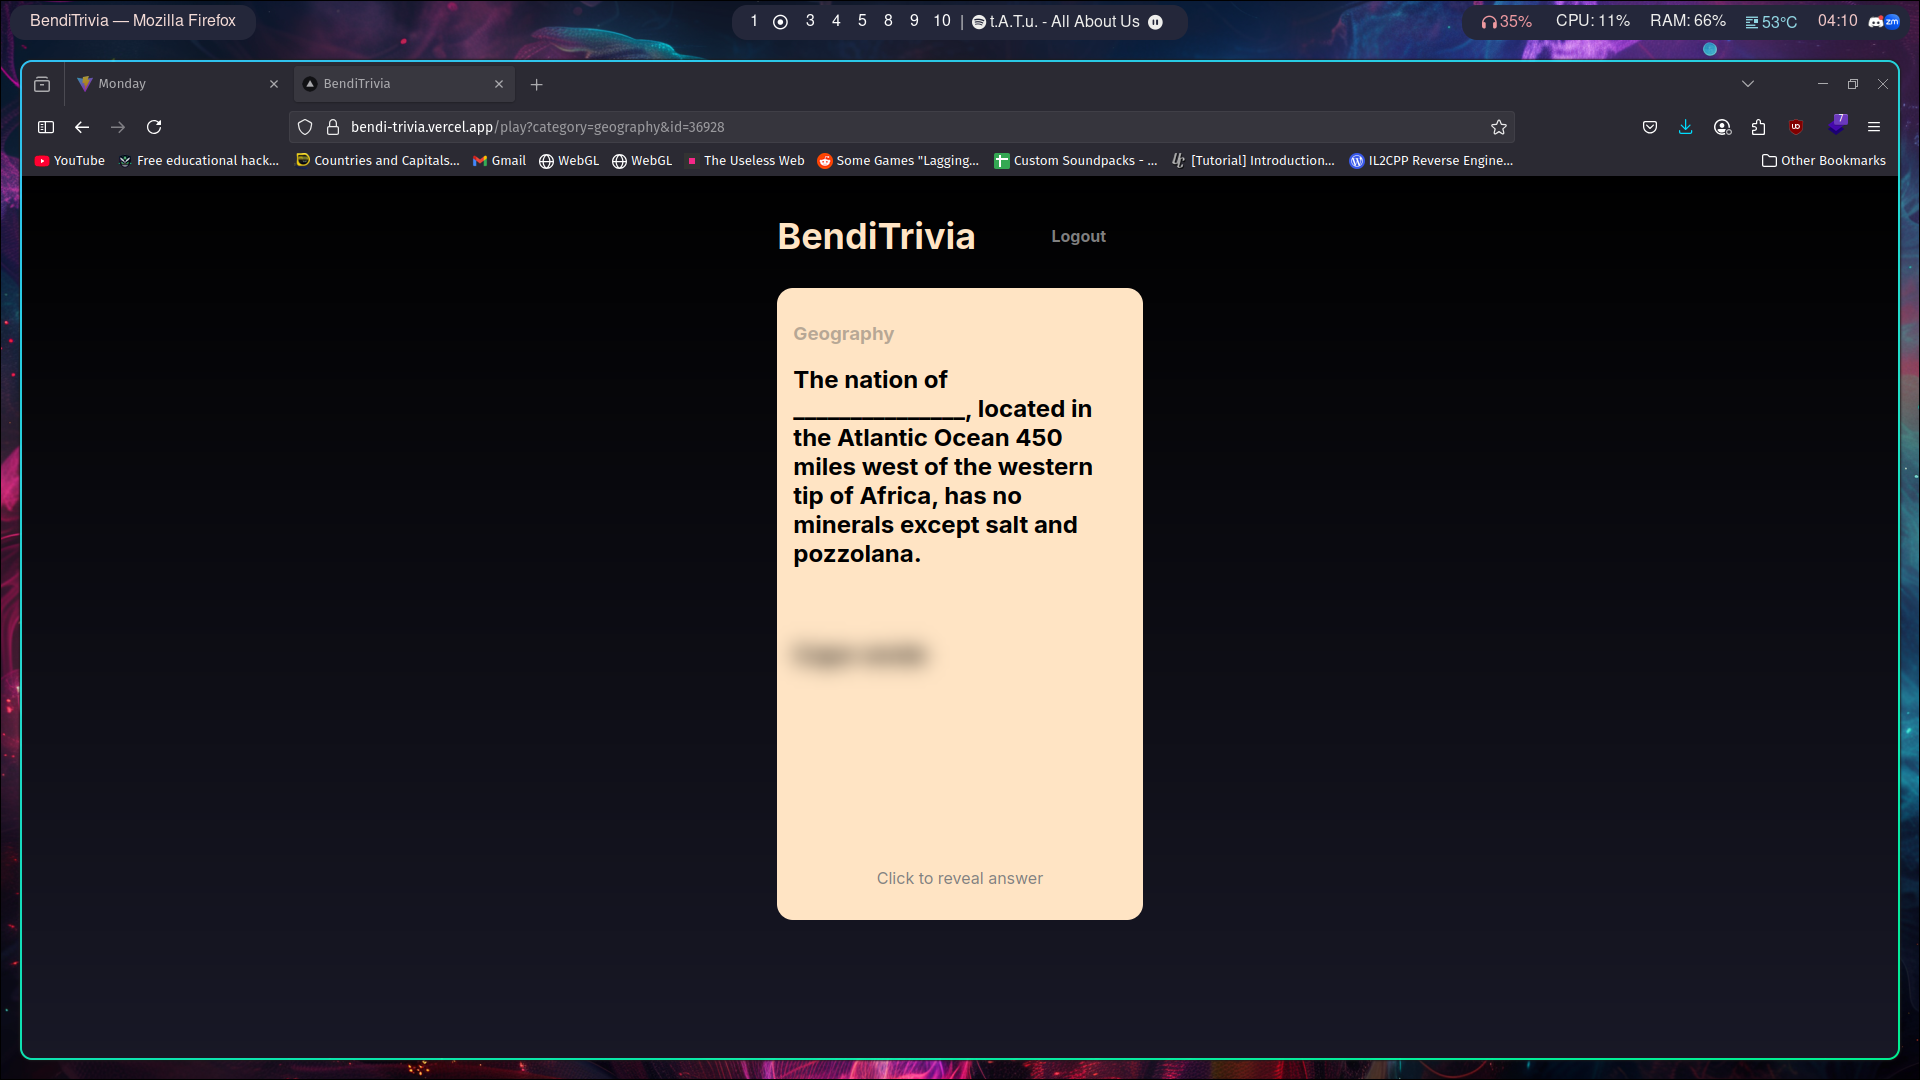 BendiTrivia — Mozilla Firefox
1 3 4 5 8 9 10 | t.A.T.u. - All About Us
35% CPU: 11% RAM: 66% 53°C 04:10 zm
Monday
BendiTrivia
bendi-trivia.vercel.app/play?category=geography&id=36928
7
YouTube Free educational hack... Countries and Capitals... Gmail WebGL WebGL The Useless Web Some Games "Lagging... Custom Soundpacks - ... [Tutorial] Introduction... IL2CPP Reverse Engine... Other Bookmarks
BendiTrivia Logout
Geography
The nation of
_______________, located in
the Atlantic Ocean 450
miles west of the western
tip of Africa, has no
minerals except salt and
pozzolana.
Click to reveal answer